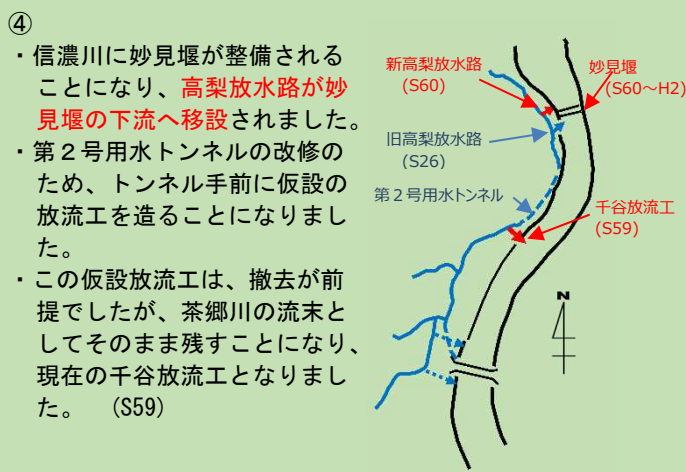 ④
・信濃川に妙見堰が整備される
ことになり、高梨放水路が妙
見堰の下流へ移設されました。
・第２号用水トンネルの改修の
ため、トンネル手前に仮設の
放流工を造ることになりまし
た。
・この仮設放流工は、撤去が前
提でしたが、茶郷川の流末と
してそのまま残すことになり、
現在の千谷放流工となりまし
た。　(S59)
新高梨放水路
(S60)
妙見堰
(S60～H2)
旧高梨放水路
(S26)
第２号用水トンネル
千谷放流工
(S59)
N